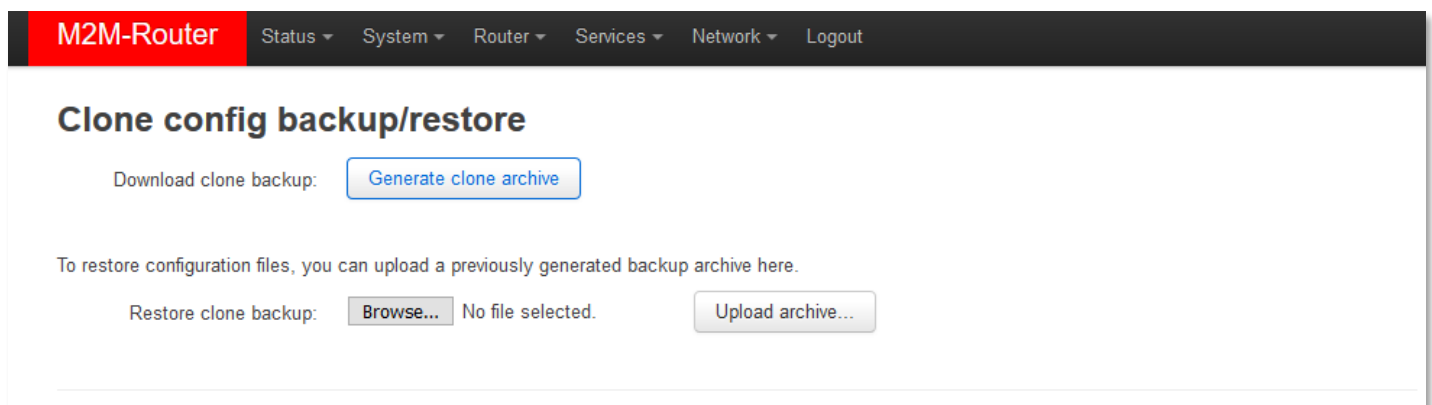 M2M-Router Status System Router Services Network Logout
Clone config backup/restore
Download clone backup: Generate clone archive
To restore configuration files, you can upload a previously generated backup archive here.
Restore clone backup: Browse... No file selected. Upload archive...